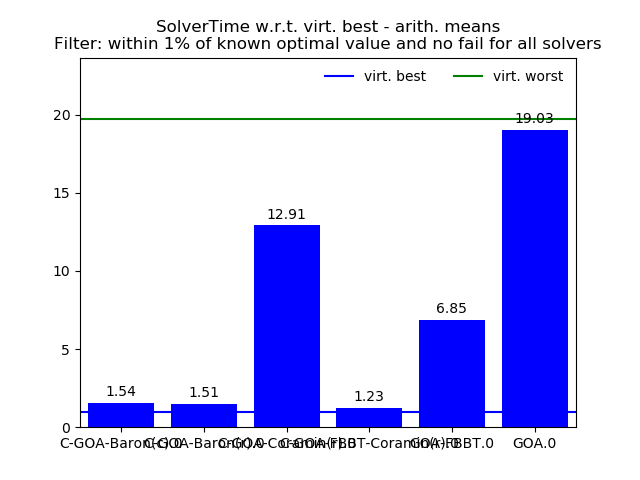 SolverTime w.r.t. virt. best - arith. means
Filter: within 1% of known optimal value and no fail for all solvers
virt. best virt. worst
20
15
10
5
0
1.54
1.51
12.91
1.23
6.85
19.03
GOA.0